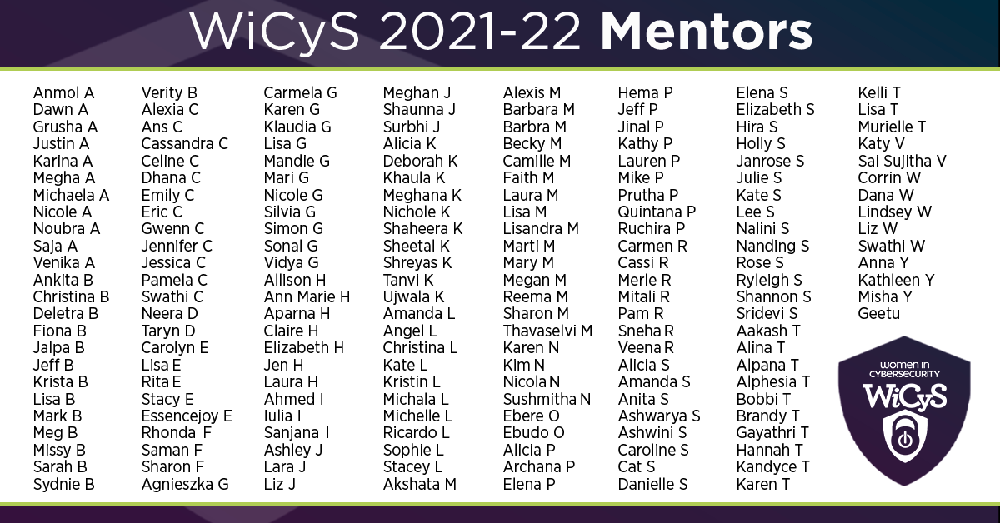 WiCyS 2021-22 Mentors
Anmol A
Dawn A
Grusha A
Justin A
Karina A
Megha A
Michaela A
Nicole A
Noubra A
Saja A
Venika A
Ankita B
Christina B
Deletra B
Fiona B
Jalpa B
Jeff B
Krista B
Lisa B
Mark B
Meg B
Missy B
Sarah B
Sydnie B
Verity B
Alexia C
Ans C
Cassandra C
Celine C
Dhana C
Emily C
Eric C
Gwenn C
Jennifer C
Jessica C
Pamela C
Swathi C
Neera D
Taryn D
Carolyn E
Lisa E
Rita E
Stacy E
Essencejoy E
Rhonda F
Saman F
Sharon F
Agnieszka G
Carmela G
Karen G
Klaudia G
Lisa G
Mandie G
Mari G
Nicole G
Silvia G
Simon G
Sonal G
Vidya G
Allison H
Ann Marie H
Aparna H
Claire H
Elizabeth H
Jen H
Laura H
Ahmed I
Iulia I
Sanjana I
Ashley J
Lara J
Liz J
Meghan J
Shaunna J
Surbhi J
Alicia K
Deborah K
Khaula K
Meghana K
Nichole K
Shaheera K
Sheetal K
Shreyas K
Tanvi K
Ujwala K
Amanda L
Angel L
Christina L
Kate L
Kristin L
Michala L
Michelle L
Ricardo L
Sophie L
Stacey L
Akshata M
Alexis M
Barbara M
Barbra M
Becky M
Camille M
Faith M
Laura M
Lisa M
Lisandra M
Marti M
Mary M
Megan M
Reema M
Sharon M
Thavaselvi M
Karen N
Kim N
Nicola N
Sushmitha N
Ebere O
Ebudo O
Alicia P
Archana P
Elena P
Hema P
Jeff P
Jinal P
Kathy P
Lauren P
Mike P
Prutha P
Quintana P
Ruchira P
Carmen R
Cassi R
Merle R
Mitali R
Pam R
Sneha R
Veena R
Alicia S
Amanda S
Anita S
Ashwarya S
Ashwini S
Caroline S
Cat S
Danielle S
Elena S
Elizabeth S
Hira S
Holly S
Janrose S
Julie S
Kate S
Lee S
Nalini S
Nanding S
Rose S
Ryleigh S
Shannon S
Sridevi S
Aakash T
Alina T
Alpana T
Alphesia T
Bobbi T
Brandy T
Gayathri T
Hannah T
Kandyce T
Karen T
Kelli T
Lisa T
Murielle T
Katy V
Sai Sujitha V
Corrin W
Dana W
Lindsey W
Liz W
Swathi W
Anna Y
Kathleen Y
Misha Y
Geetu
women in
CYBERSECURITY
WiCyS